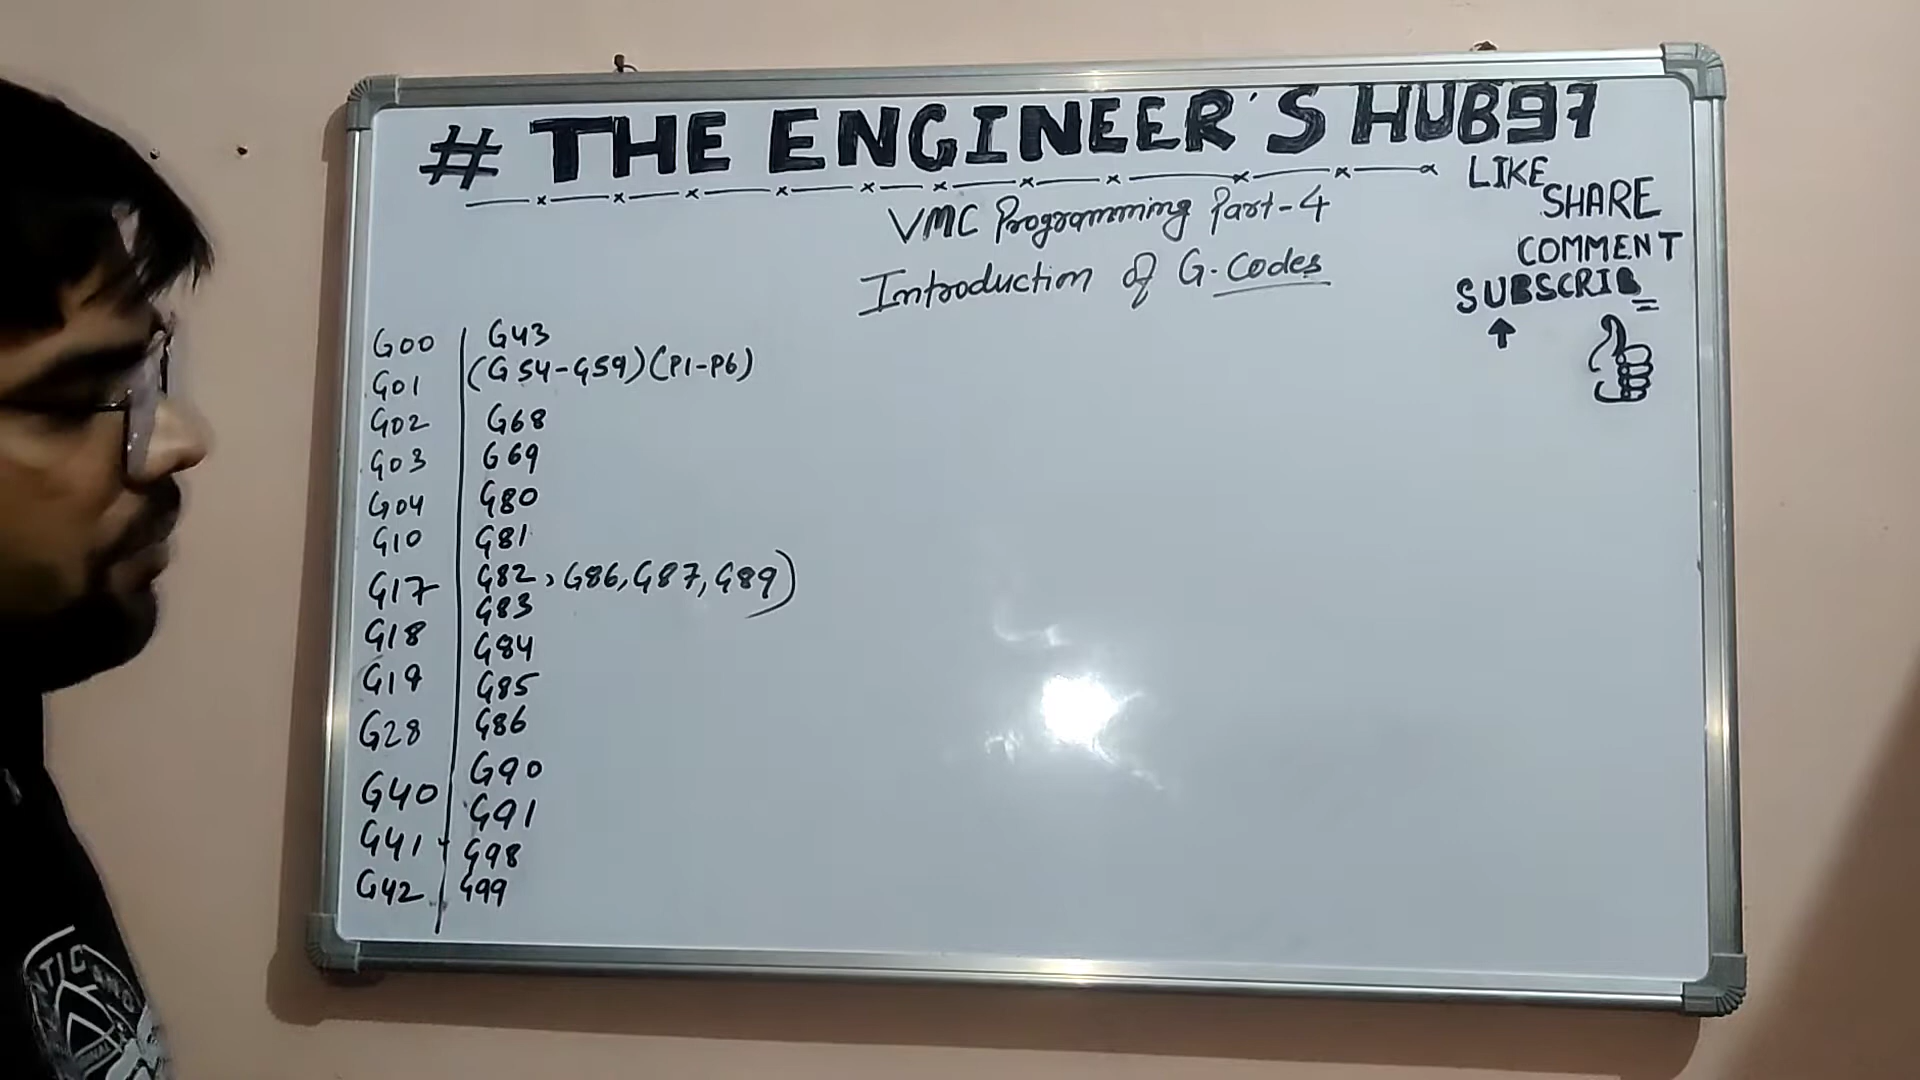 # THE ENGINEER'S HUB97
LIKE
SHARE
COMMENT
SUBSCRIB
VMC Programming Part-4
Introduction of G-Codes
G00
G01
G02
G03
G04
G10
G17
G18
G19
G28
G40
G41
G42
G43
(G54-G59)(P1-P6)
G68
G69
G80
G81
G82, G86, G87, G89)
G83
G84
G85
G86
G90
G91
G98
G99